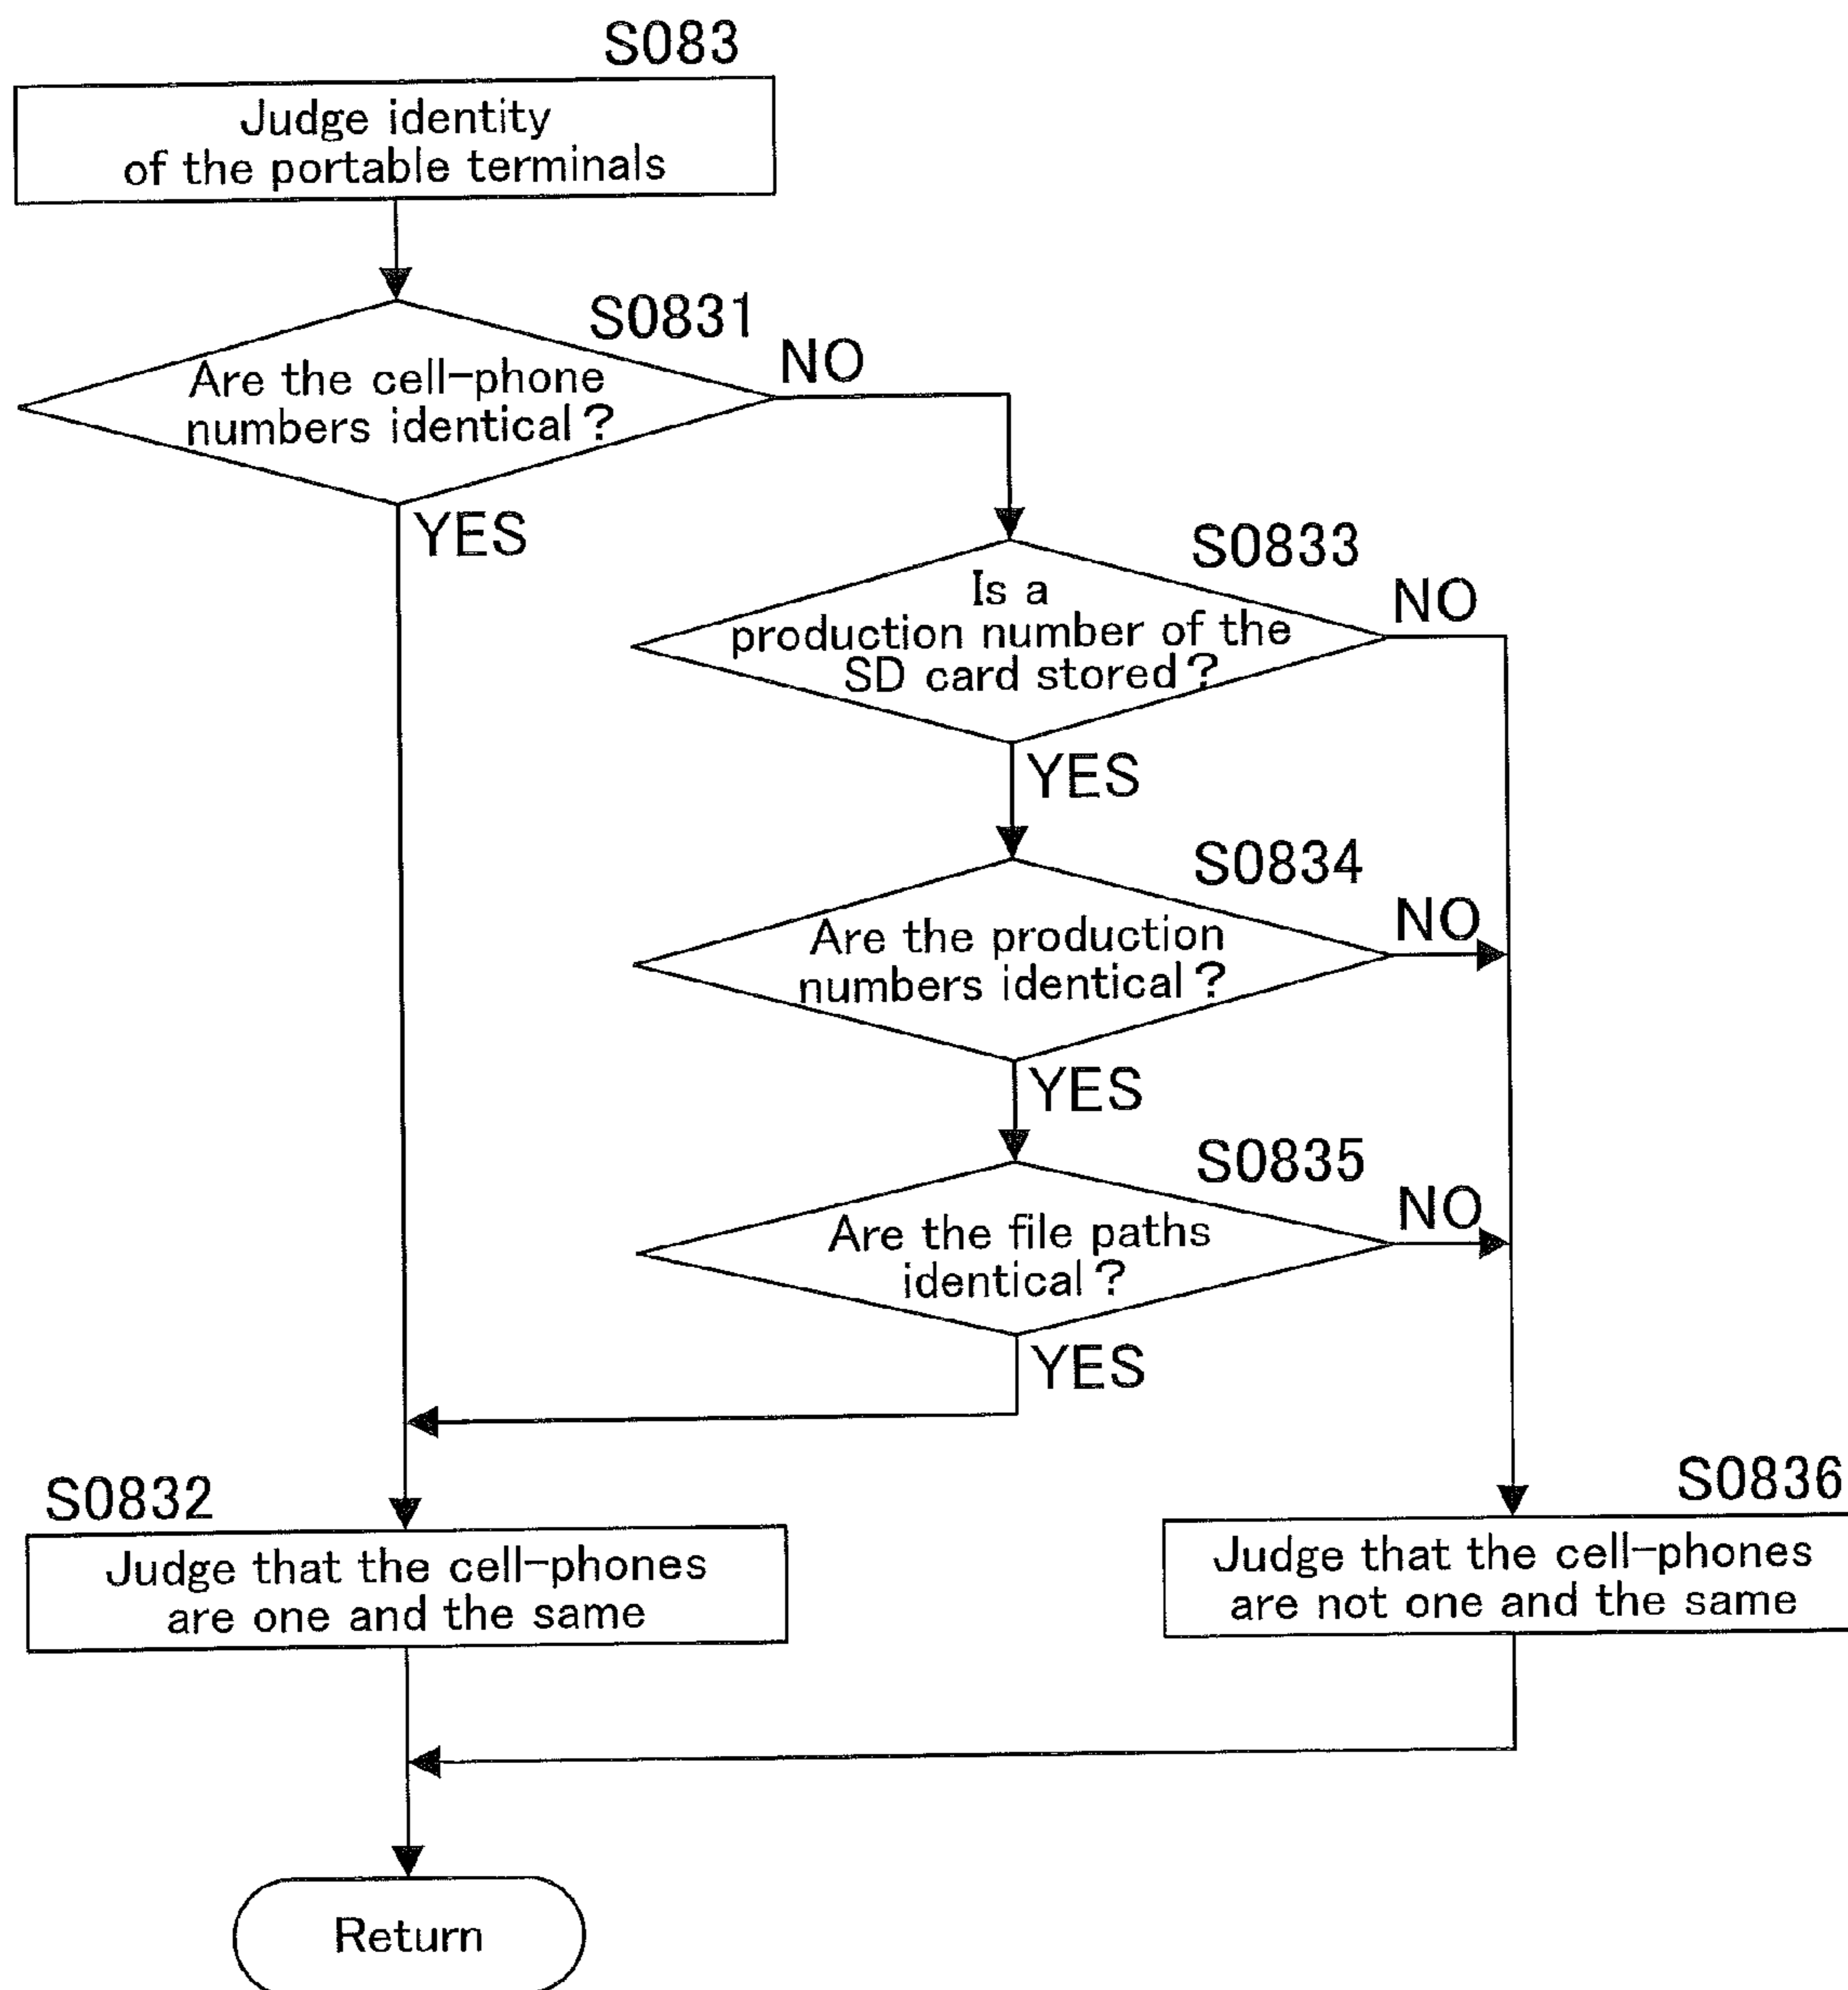 S083
Judge identity
of the portable terminals
S0831
Are the cell-phone
numbers identical?
NO
YES
S0833
Is a
production number of the
SD card stored?
NO
YES
S0834
Are the production
numbers identical?
NO
YES
S0835
Are the file paths
identical?
NO
YES
S0832
Judge that the cell-phones
are one and the same
S0836
Judge that the cell-phones
are not one and the same
Return